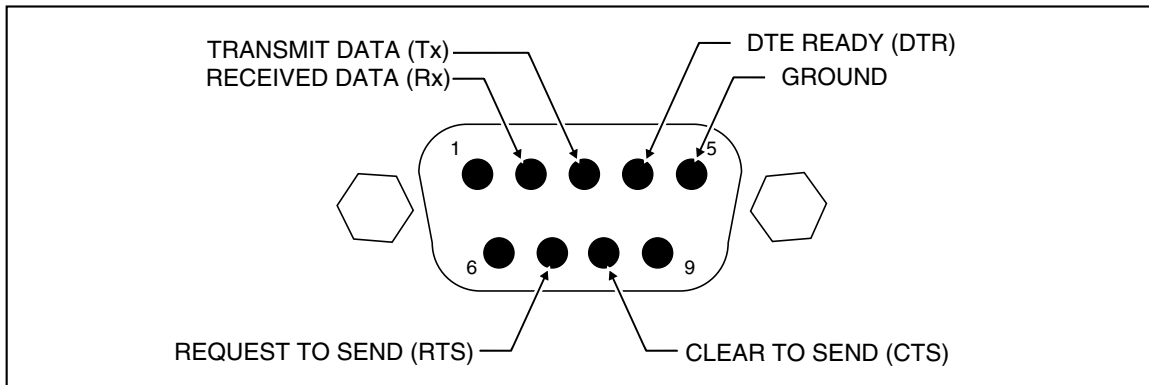 TRANSMIT DATA (Tx)
DTE READY (DTR)
RECEIVED DATA (Rx)
GROUND
1
5
6
9
REQUEST TO SEND (RTS)
CLEAR TO SEND (CTS)